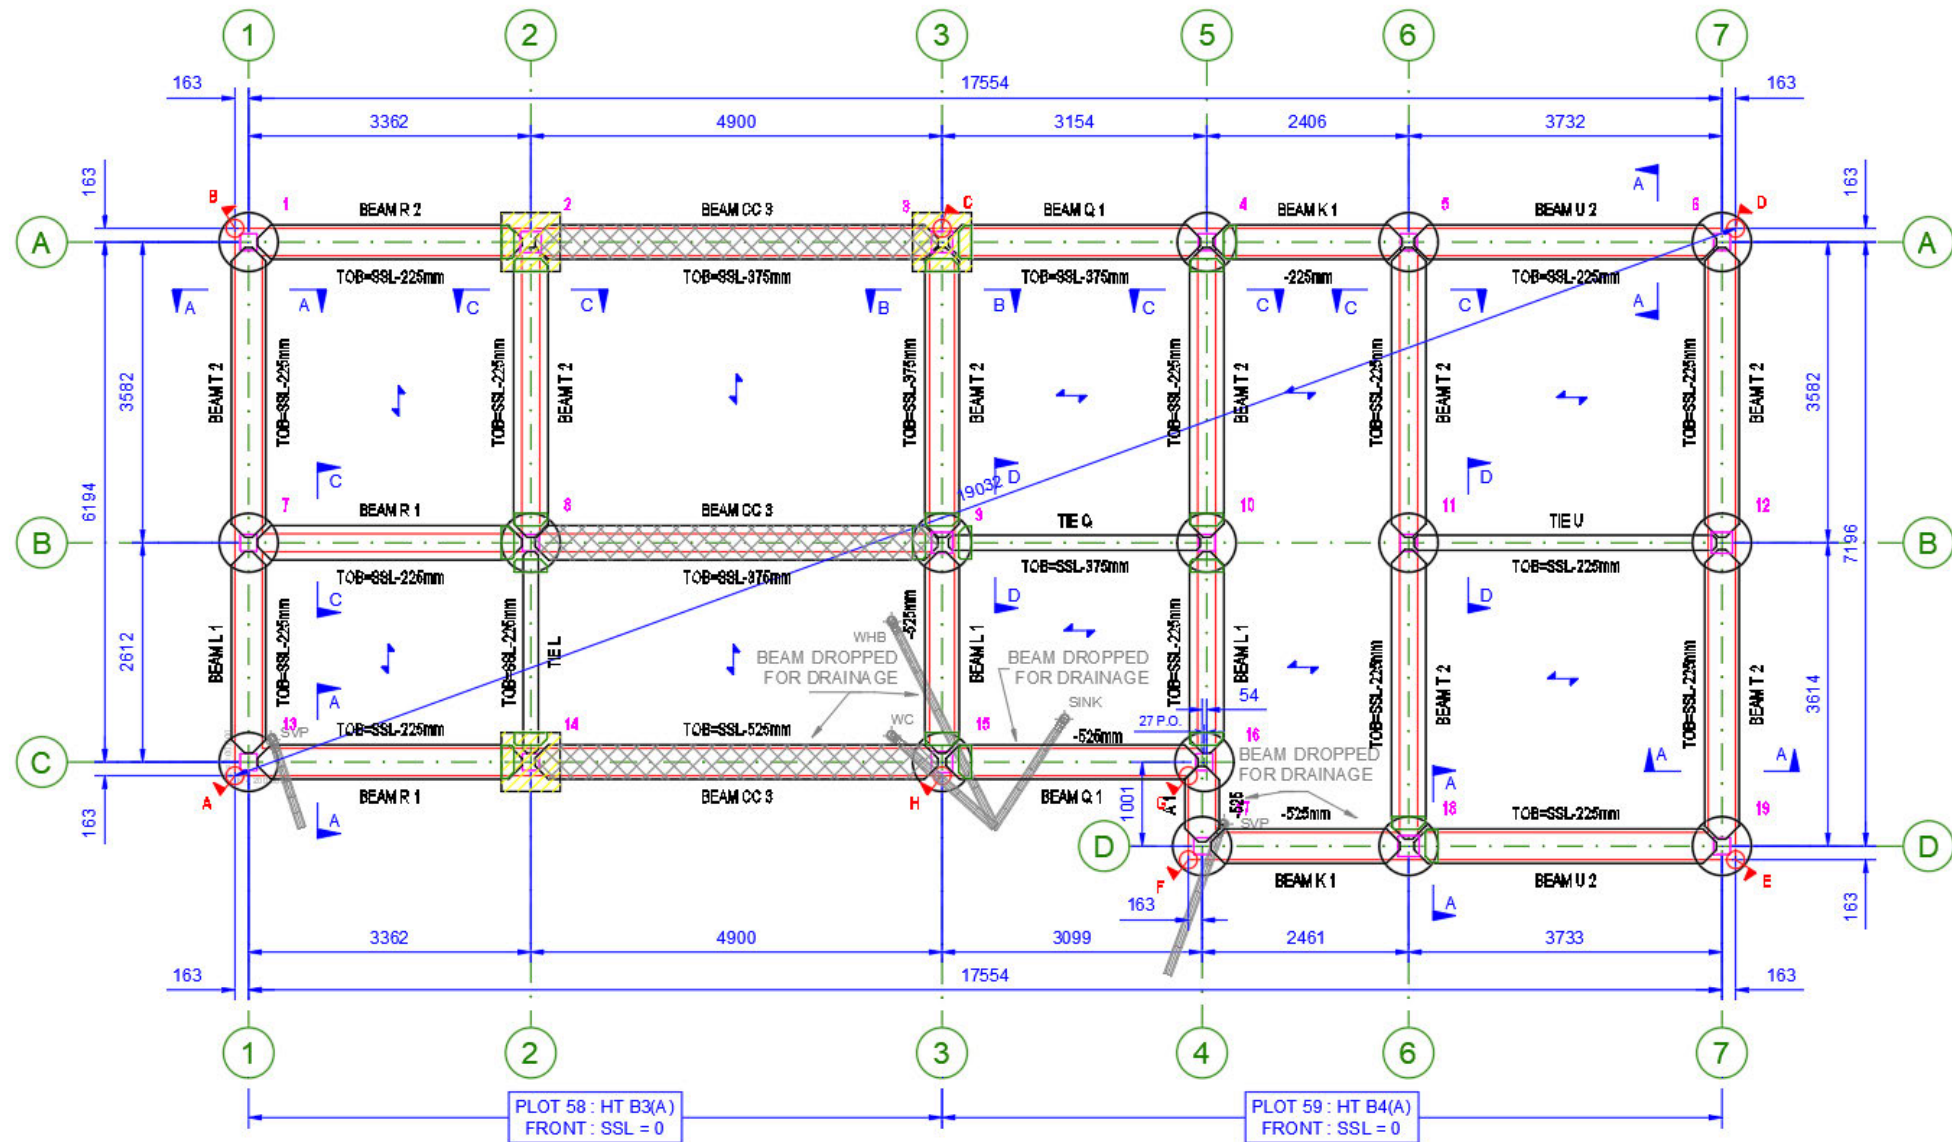 1 2 3 5 6 7
163 17554 163
3362 4900 3154 2406 3732
163 163
B 1 2 3 C 4 5 6 D
BEAM R 2 BEAM CC 3 BEAM Q 1 BEAM K 1 BEAM U 2
A A
A A
TOB=SSL-225mm TOB=SSL-375mm TOB=SSL-375mm -225mm TOB=SSL-225mm
A A C C B B C C C C A
BEAM T 2
TOB=SSL-225mm
TOB=SSL-225mm
BEAM T 2
TOB=SSL-375mm
BEAM T 2
TOB=SSL-225mm
BEAM T 2
TOB=SSL-225mm
BEAM T 2
TOB=SSL-225mm
BEAM T 2
3582 3582
6194 7196
C D D
19032
7 8 9 10 11 12
BEAM R 1 BEAM CC 3 TIE Q TIE U
B B
TOB=SSL-225mm TOB=SSL-375mm TOB=SSL-375mm TOB=SSL-225mm
C D D
BEAM L 1
TOB=SSL-225mm
TOB=SSL-225mm
TIE L
-525mm
BEAM L 1
TOB=SSL-225mm
BEAM L 1
TOB=SSL-225mm
BEAM T 2
TOB=SSL-225mm
BEAM T 2
2612 3614
WHB
BEAM DROPPED
FOR DRAINAGE
BEAM DROPPED
FOR DRAINAGE
A
54
SINK
27 P.O.
WC
SVP
13 14 15 16
TOB=SSL-225mm TOB=SSL-525mm -525mm
BEAM DROPPED
FOR DRAINAGE
C
A A A
A H G
BEAM R 1 BEAM CC 3 BEAM Q 1
A 1
-525
17 18 19
-525mm TOB=SSL-225mm
SVP
1001
163
A
D D
F E
BEAM K 1 BEAM U 2
A
163 163
3362 4900 3099 2461 3733
163 17554 163
1 2 3 4 6 7
PLOT 58 : HT B3(A)
FRONT : SSL = 0
PLOT 59 : HT B4(A)
FRONT : SSL = 0